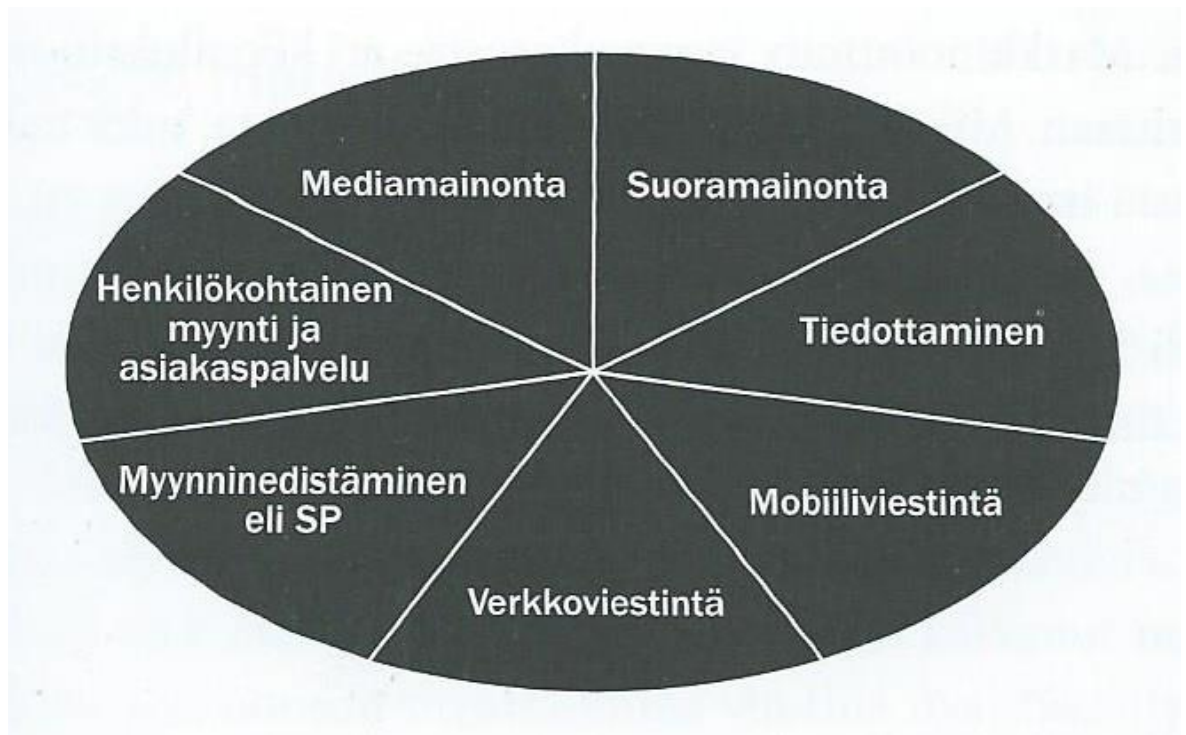 Mediamainonta
Suoramainonta
Henkilökohtainen
myynti ja
asiakaspalvelu
Tiedottaminen
Myynninedistäminen
eli SP
Mobiiliviestintä
Verkkoviestintä